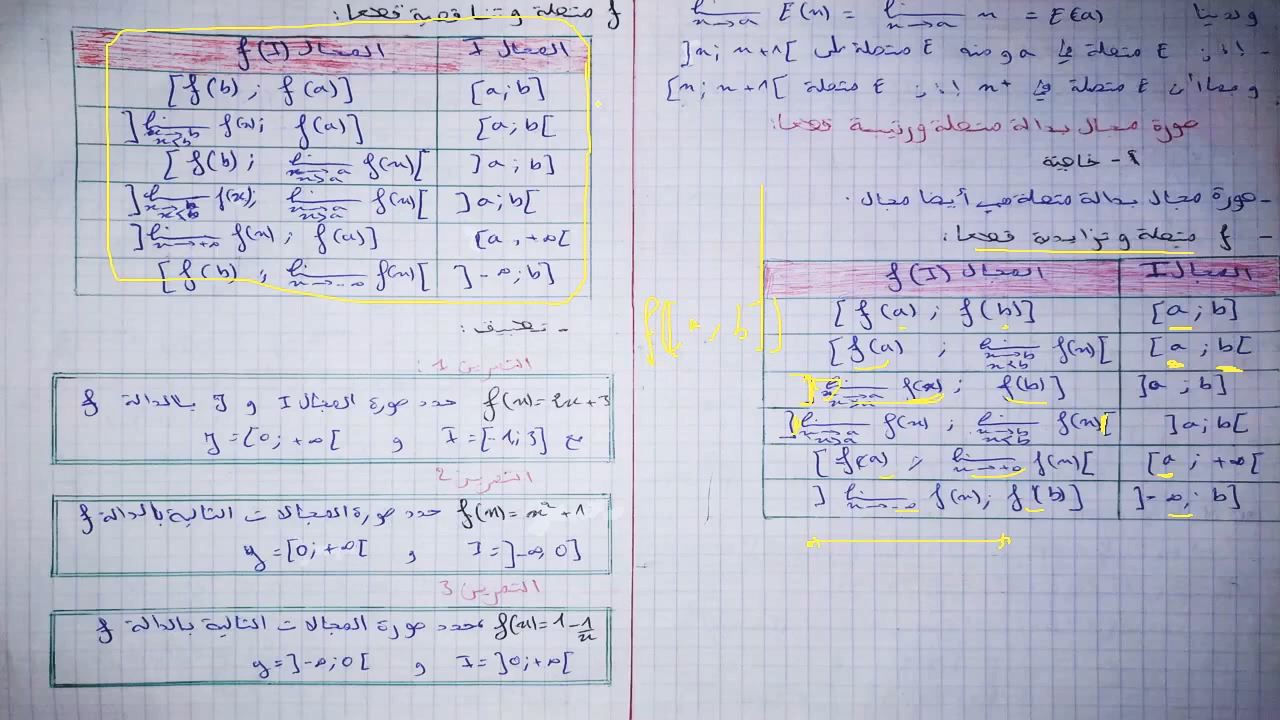 ولدينا lim E(x) = lim x = E(a)
x→a x→a
- إذن E متصلة في a ومنه E متصلة على ]n; n+1[
وبما أن E متصلة في n⁺ إذن E متصلة [n; n+1[
صورة مجال بدالة متصلة ورتيبة قطعا:
خاصية
- صورة مجال بدالة متصلة هي أيضا مجال.
- f متصلة وتزايدية قطعا:
المجال I المجال f(I)
[a;b] [f(a); f(b)]
[a;b[ [f(a); lim x→b x<b f(x)[
]a;b] ]lim x→a x>a f(x); f(b)]
]a;b[ ]lim x→a x>a f(x); lim x→b x<b f(x)[
[a;+∞[ [f(a); lim x→+∞ f(x)[
]-∞;b] ]lim x→-∞ f(x); f(b)]
f متصلة وتناقصية قطعا:
المجال I المجال f(I)
[a;b] [f(b); f(a)]
[a;b[ ]lim x→b x<b f(x); f(a)]
]a;b] [f(b); lim x→a x>a f(x)[
]a;b[ ]lim x→b x<b f(x); lim x→a x>a f(x)[
[a,+∞[ ]lim x→+∞ f(x); f(a)]
]-∞;b] [f(b); lim x→-∞ f(x)[
التمرين 1:
f(x)=2x+3 حدد صورة المجال I و J بالدالة f
I=[-1;3] و J=[0;+∞[
التمرين 2
f(x)=x²+1 حدد صورة المجالات التالية بالدالة f
I=]-∞,0] و y=[0;+∞[
التمرين 3
f(x)=1-1/x حدد صورة المجالات التالية بالدالة f
I=]0;+∞[ و y=]-∞;0[